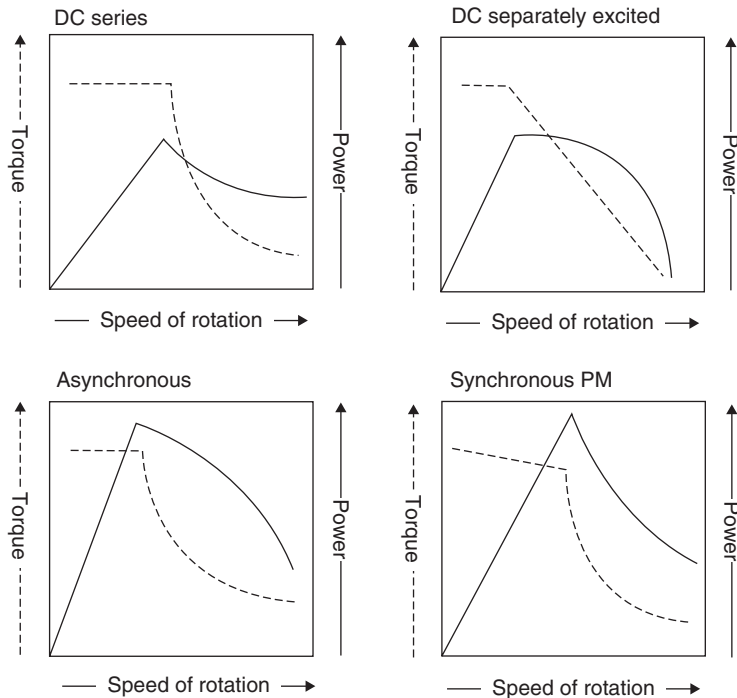 DC series
Torque
Power
Speed of rotation
DC separately excited
Torque
Power
Speed of rotation
Asynchronous
Torque
Power
Speed of rotation
Synchronous PM
Torque
Power
Speed of rotation